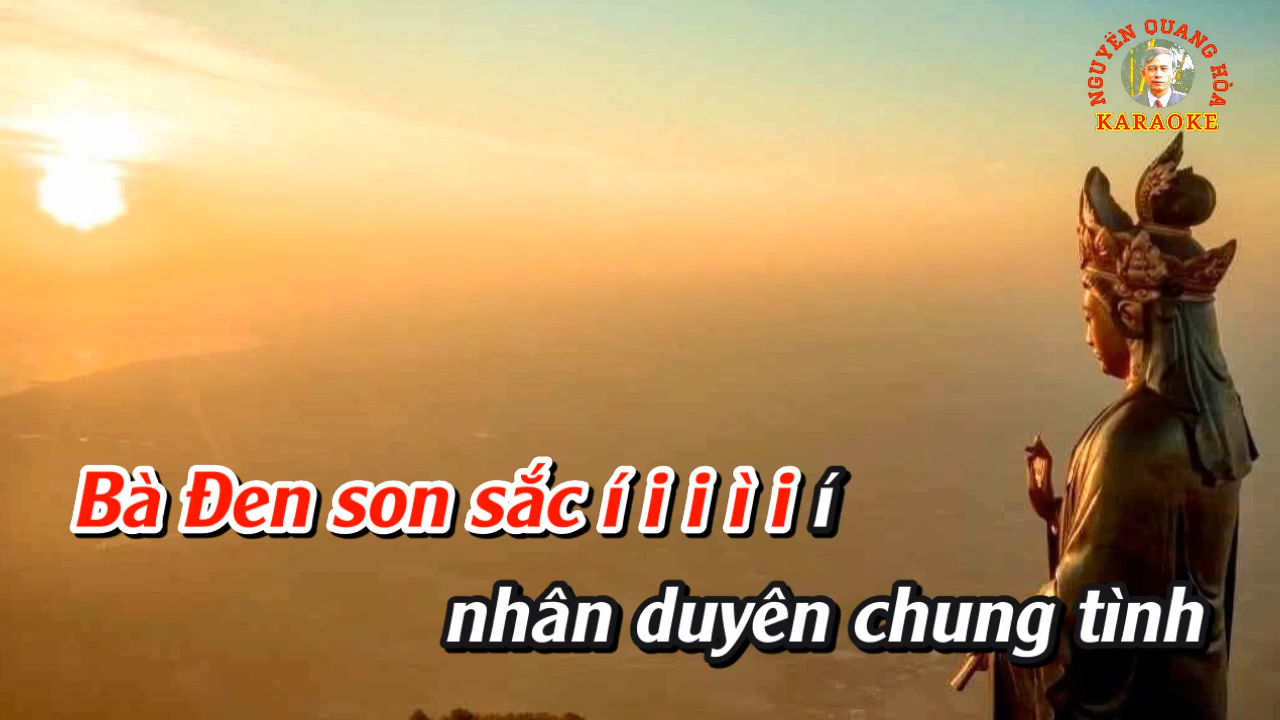 NGUYỄN QUANG HÒA
KARAOKE
Bà Đen son sắc í i i ì i í
nhân duyên chung tình